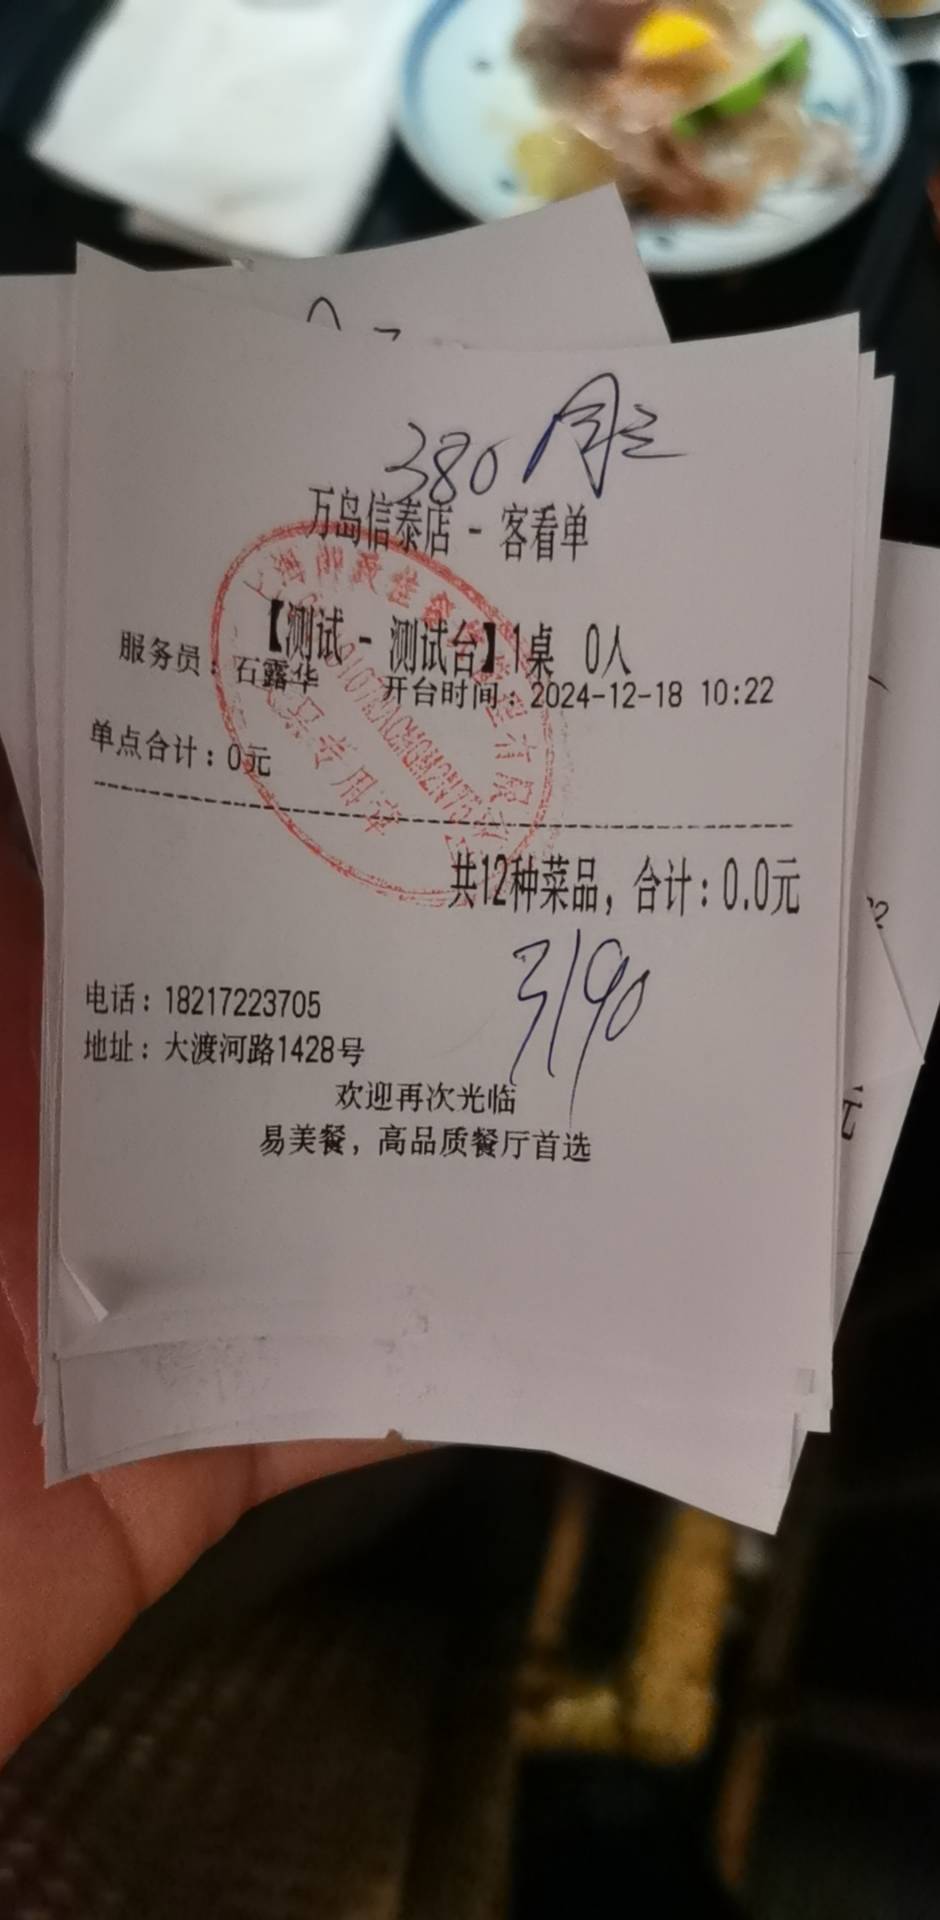 380
万岛信泰店 - 客看单
【测试 - 测试台】1桌 0人
服务员：石露华 开台时间：2024-12-18 10:22
单点合计：0元
共12种菜品，合计：0.0元
3190
电话：18217223705
地址：大渡河路1428号
欢迎再次光临
易美餐，高品质餐厅首选
元